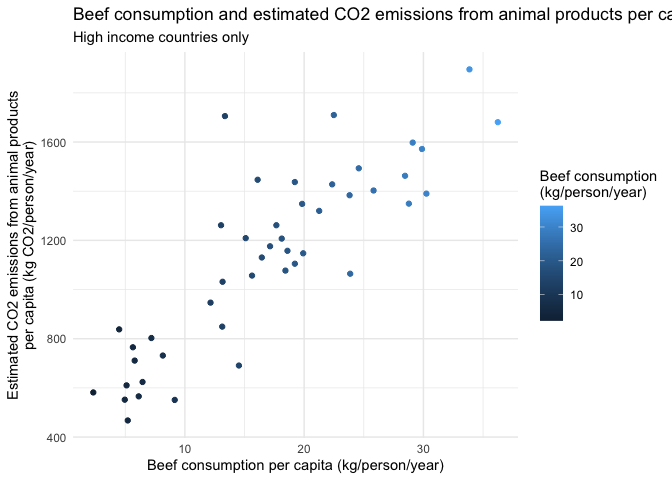 Beef consumption and estimated CO2 emissions from animal products per ca
High income countries only
Estimated CO2 emissions from animal products
per capita (kg CO2/person/year)
1600
1200
800
400
10
20
30
Beef consumption per capita (kg/person/year)
Beef consumption
(kg/person/year)
30
20
10